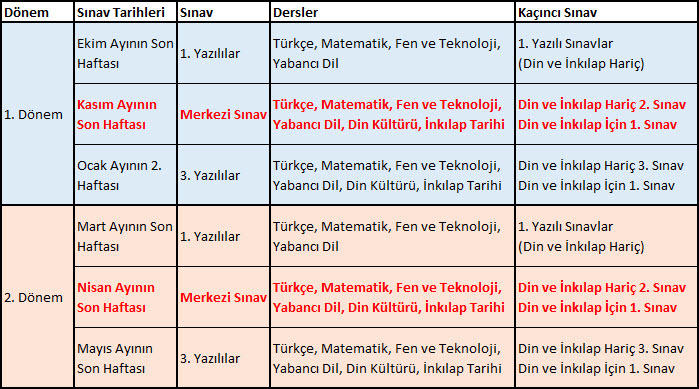 Dönem Sınav Tarihleri Sınav Dersler Kaçıncı Sınav
1. Dönem
Ekim Ayının Son
Haftası
1. Yazılılar
Türkçe, Matematik, Fen ve Teknoloji,
Yabancı Dil
1. Yazılı Sınavlar
(Din ve İnkılap Hariç)
Kasım Ayının
Son Haftası
Merkezi Sınav
Türkçe, Matematik, Fen ve Teknoloji,
Yabancı Dil, Din Kültürü, İnkılap Tarihi
Din ve İnkılap Hariç 2. Sınav
Din ve İnkılap İçin 1. Sınav
Ocak Ayının 2.
Haftası
3. Yazılılar
Türkçe, Matematik, Fen ve Teknoloji,
Yabancı Dil, Din Kültürü, İnkılap Tarihi
Din ve İnkılap Hariç 3. Sınav
Din ve İnkılap İçin 1. Sınav
2. Dönem
Mart Ayının Son
Haftası
1. Yazılılar
Türkçe, Matematik, Fen ve Teknoloji,
Yabancı Dil
1. Yazılı Sınavlar
(Din ve İnkılap Hariç)
Nisan Ayının
Son Haftası
Merkezi Sınav
Türkçe, Matematik, Fen ve Teknoloji,
Yabancı Dil, Din Kültürü, İnkılap Tarihi
Din ve İnkılap Hariç 2. Sınav
Din ve İnkılap İçin 1. Sınav
Mayıs Ayının
Son Haftası
3. Yazılılar
Türkçe, Matematik, Fen ve Teknoloji,
Yabancı Dil, Din Kültürü, İnkılap Tarihi
Din ve İnkılap Hariç 3. Sınav
Din ve İnkılap İçin 1. Sınav